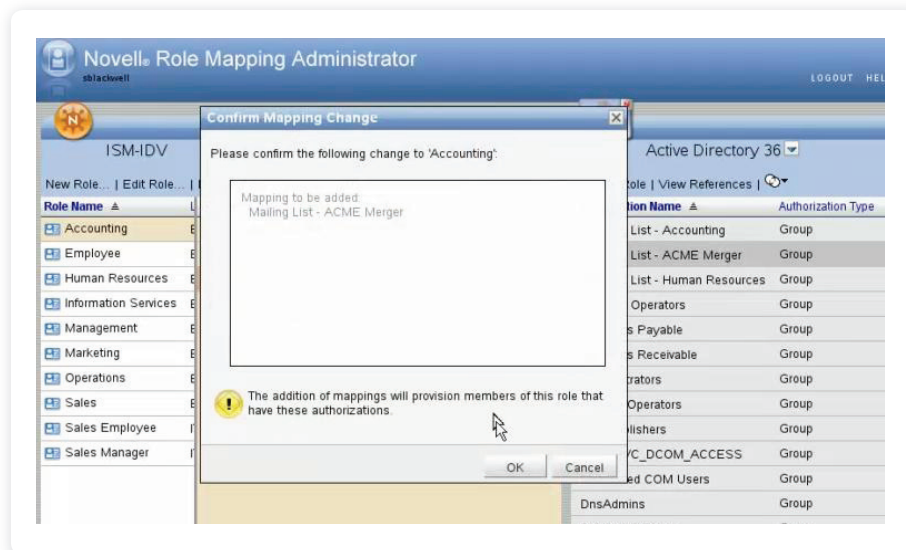 Novell® Role Mapping Administrator
sblackwell
LOGOUT HEL
N
Confirm Mapping Change
ISM-IDV
Please confirm the following change to 'Accounting':
Active Directory 36
New Role... | Edit Role... |
ole | View References |
Role Name
tion Name
Authorization Type
Mapping to be added:
Mailing List - ACME Merger
Accounting
List - Accounting
Group
Employee
List - ACME Merger
Group
Human Resources
List - Human Resources
Group
Information Services
Operators
Group
Management
s Payable
Group
Marketing
s Receivable
Group
Operations
rators
Group
Sales
Operators
Group
The addition of mappings will provision members of this role that
have these authorizations.
Sales Employee
lishers
Group
Sales Manager
/C_DCOM_ACCESS
Group
OK
Cancel
ed COM Users
Group
DnsAdmins
Group